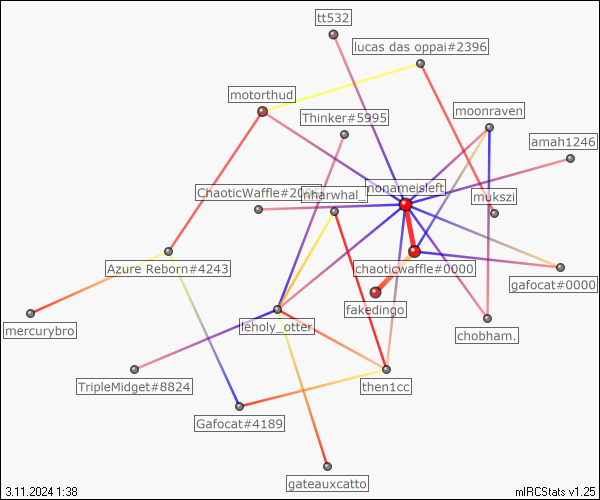 tt532
lucas das oppai#2396
motorthud
Thinker#5995
moonraven
amah1246
ChaoticWaffle#20
nharwhal_
nonameisleft
mukszi
Azure Reborn#4243
chaoticwaffle#0000
gafocat#0000
fakedingo
mercurybro
leholy_otter
chobham.
TripleMidget#8824
then1cc
Gafocat#4189
gateauxcatto
3.11.2024 1:38
mIRCStats v1.25